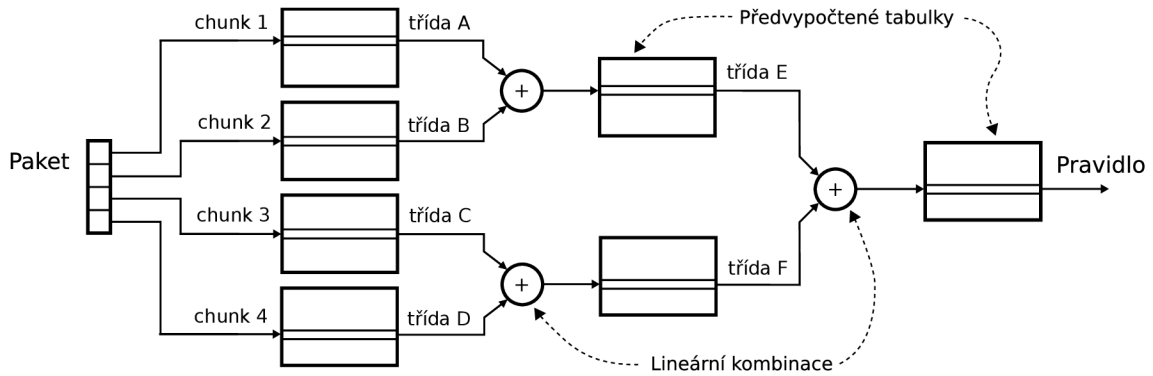 Předvypočtené tabulky
chunk 1
třída A
+
třída E
chunk 2
třída B
Paket
+
Pravidlo
chunk 3
třída C
+
třída F
chunk 4
třída D
Lineární kombinace